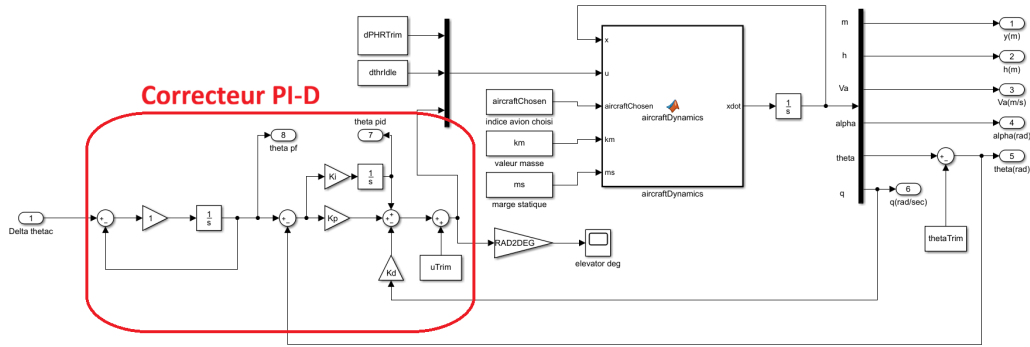 dPHRTrim
dthrIdle
Correcteur PI-D
theta pid
7
8
theta pf
Ki
1
s
1
Delta thetac
+
-
1
1
s
+
-
Kp
+
+
-
+
+
Kd
uTrim
RAD2DEG
elevator deg
aircraftChosen
indice avion choisi
km
valeur masse
ms
marge statique
x
u
aircraftChosen
km
ms
aircraftDynamics
xdot
aircraftDynamics
1
s
m
h
Va
alpha
theta
q
1
y(m)
2
h(m)
3
Va(m/s)
4
alpha(rad)
+
-
5
theta(rad)
6
q(rad/sec)
thetaTrim